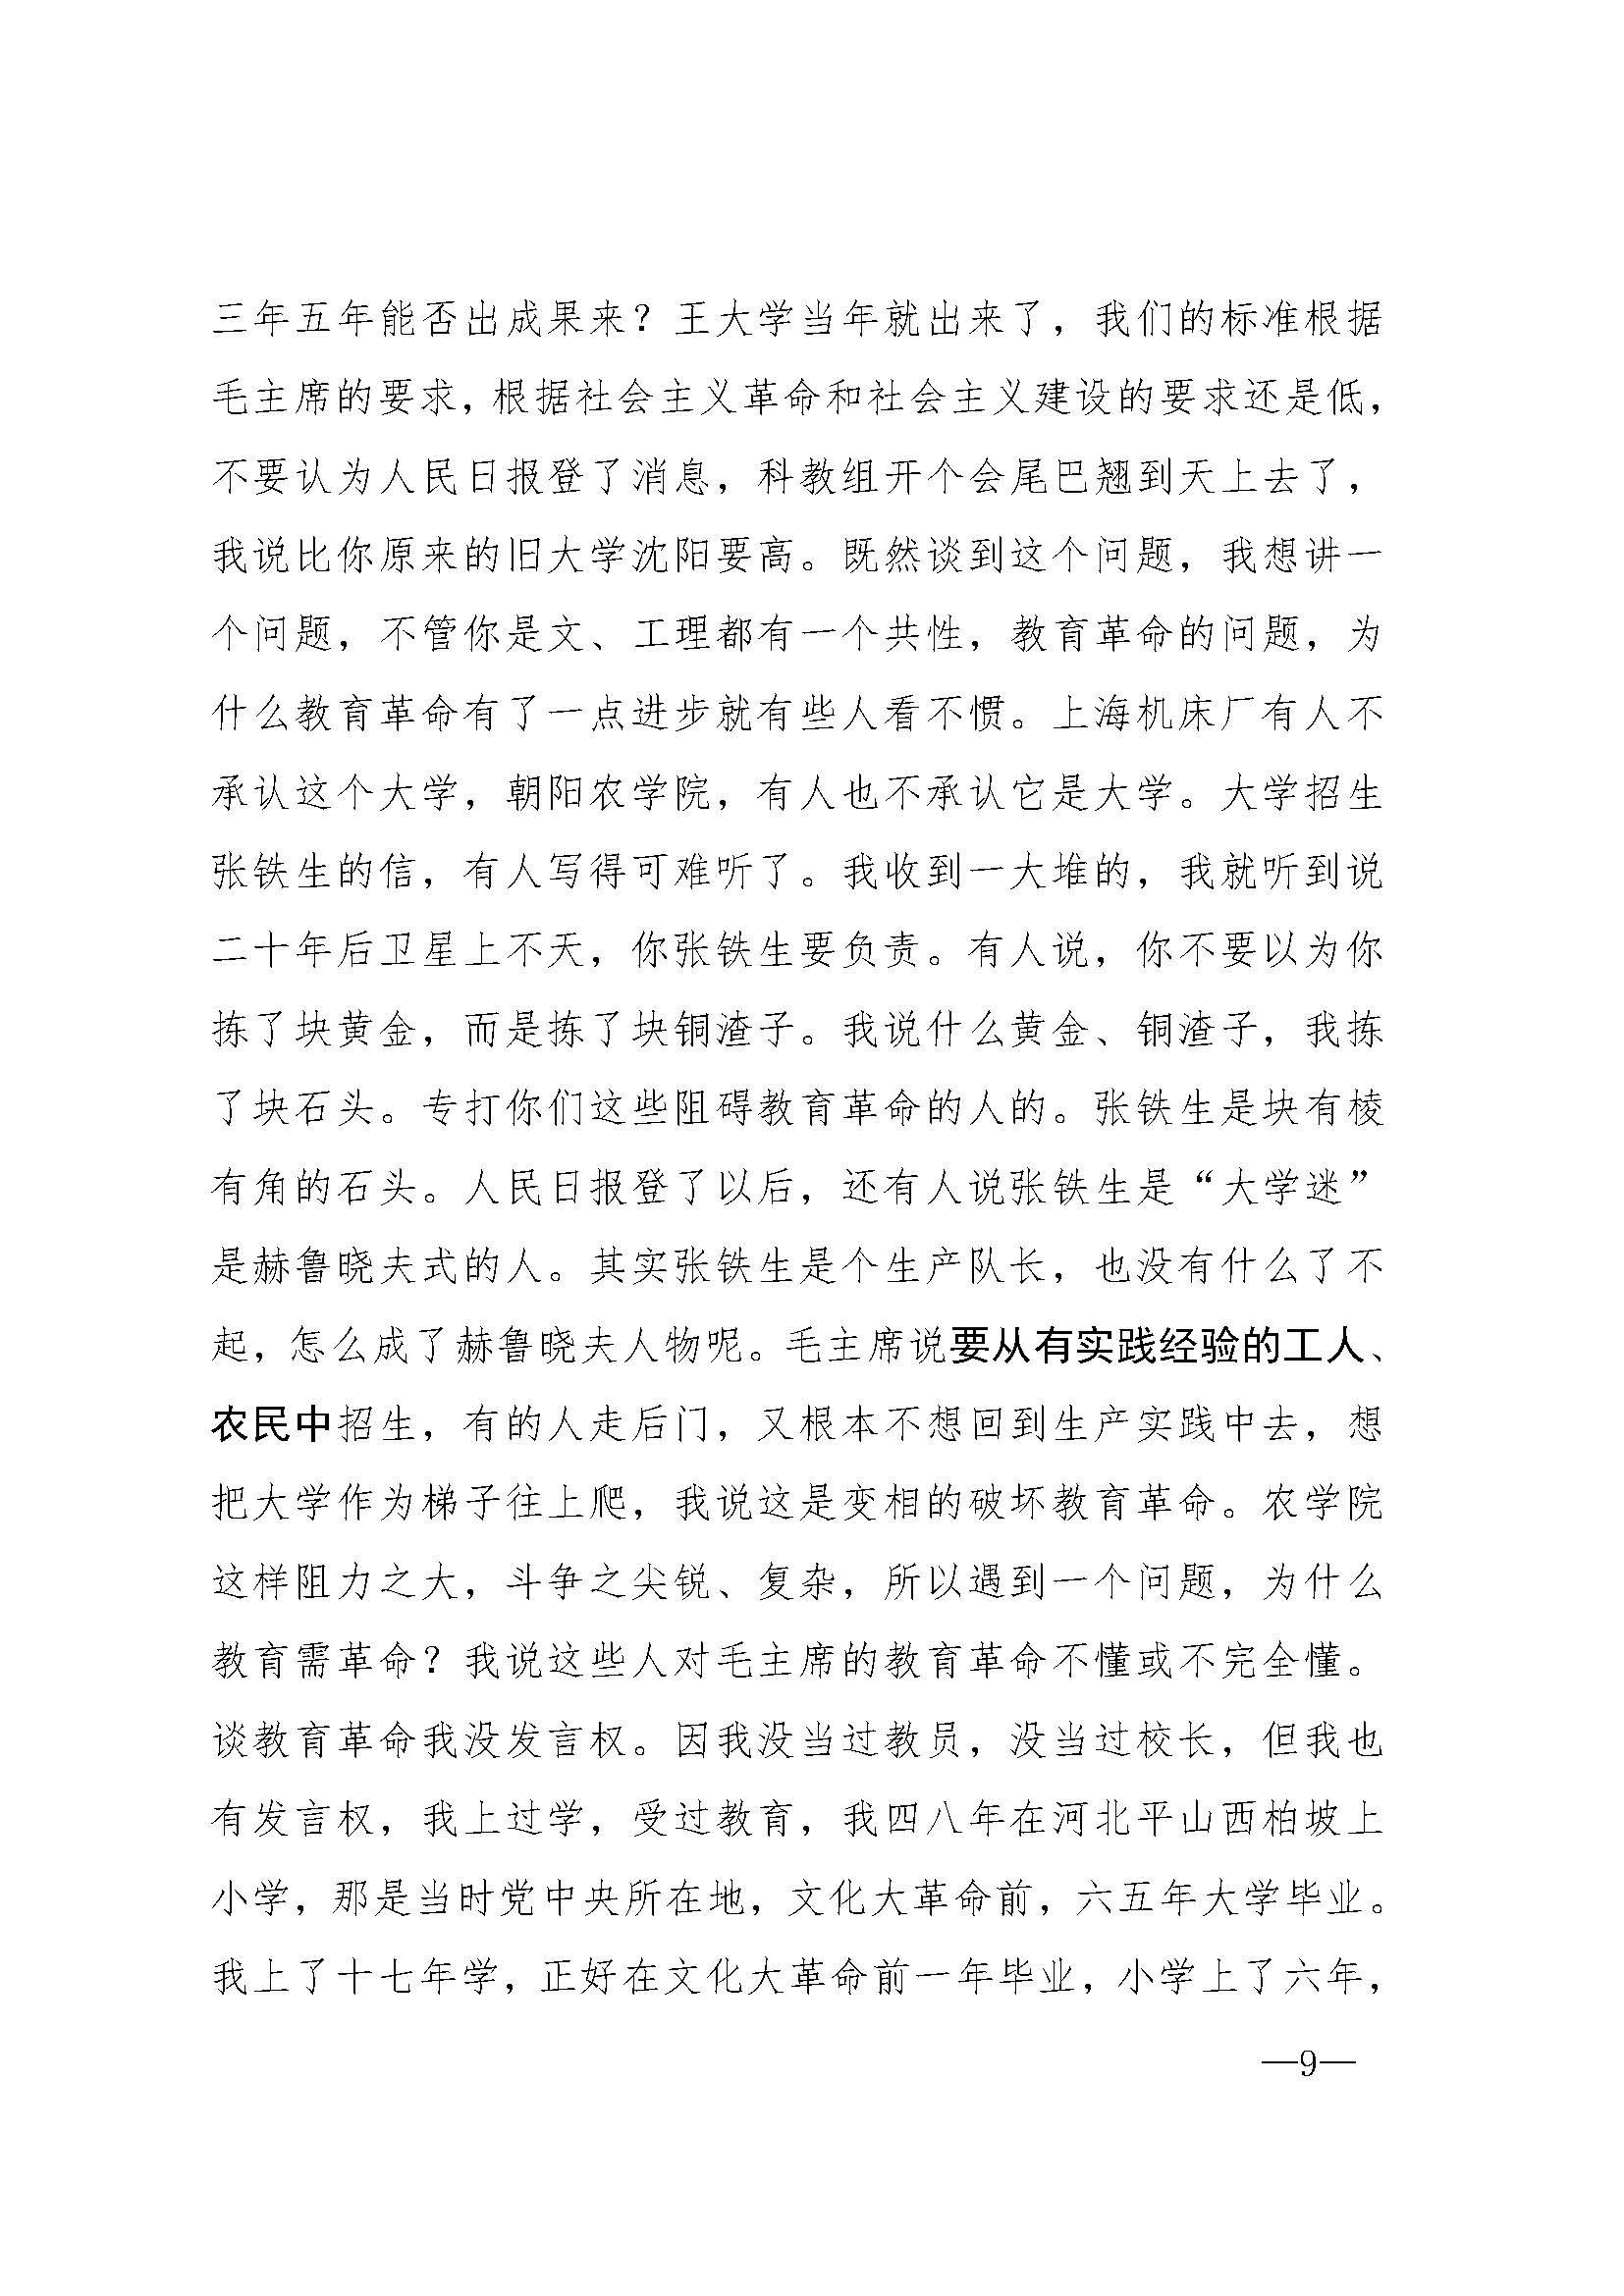 三年五年能否出成果来？王大学当年就出来了，我们的标准根据
毛主席的要求，根据社会主义革命和社会主义建设的要求还是低，
不要认为人民日报登了消息，科教组开个会尾巴翘到天上去了，
我说比你原来的旧大学沈阳要高。既然谈到这个问题，我想讲一
个问题，不管你是文、工理都有一个共性，教育革命的问题，为
什么教育革命有了一点进步就有些人看不惯。上海机床厂有人不
承认这个大学，朝阳农学院，有人也不承认它是大学。大学招生
张铁生的信，有人写得可难听了。我收到一大堆的，我就听到说
二十年后卫星上不天，你张铁生要负责。有人说，你不要以为你
拣了块黄金，而是拣了块铜渣子。我说什么黄金、铜渣子，我拣
了块石头。专打你们这些阻碍教育革命的人的。张铁生是块有棱
有角的石头。人民日报登了以后，还有人说张铁生是“大学迷”
是赫鲁晓夫式的人。其实张铁生是个生产队长，也没有什么了不
起，怎么成了赫鲁晓夫人物呢。毛主席说要从有实践经验的工人、
农民中招生，有的人走后门，又根本不想回到生产实践中去，想
把大学作为梯子往上爬，我说这是变相的破坏教育革命。农学院
这样阻力之大，斗争之尖锐、复杂，所以遇到一个问题，为什么
教育需革命？我说这些人对毛主席的教育革命不懂或不完全懂。
谈教育革命我没发言权。因我没当过教员，没当过校长，但我也
有发言权，我上过学，受过教育，我四八年在河北平山西柏坡上
小学，那是当时党中央所在地，文化大革命前，六五年大学毕业。
我上了十七年学，正好在文化大革命前一年毕业，小学上了六年，
—9—